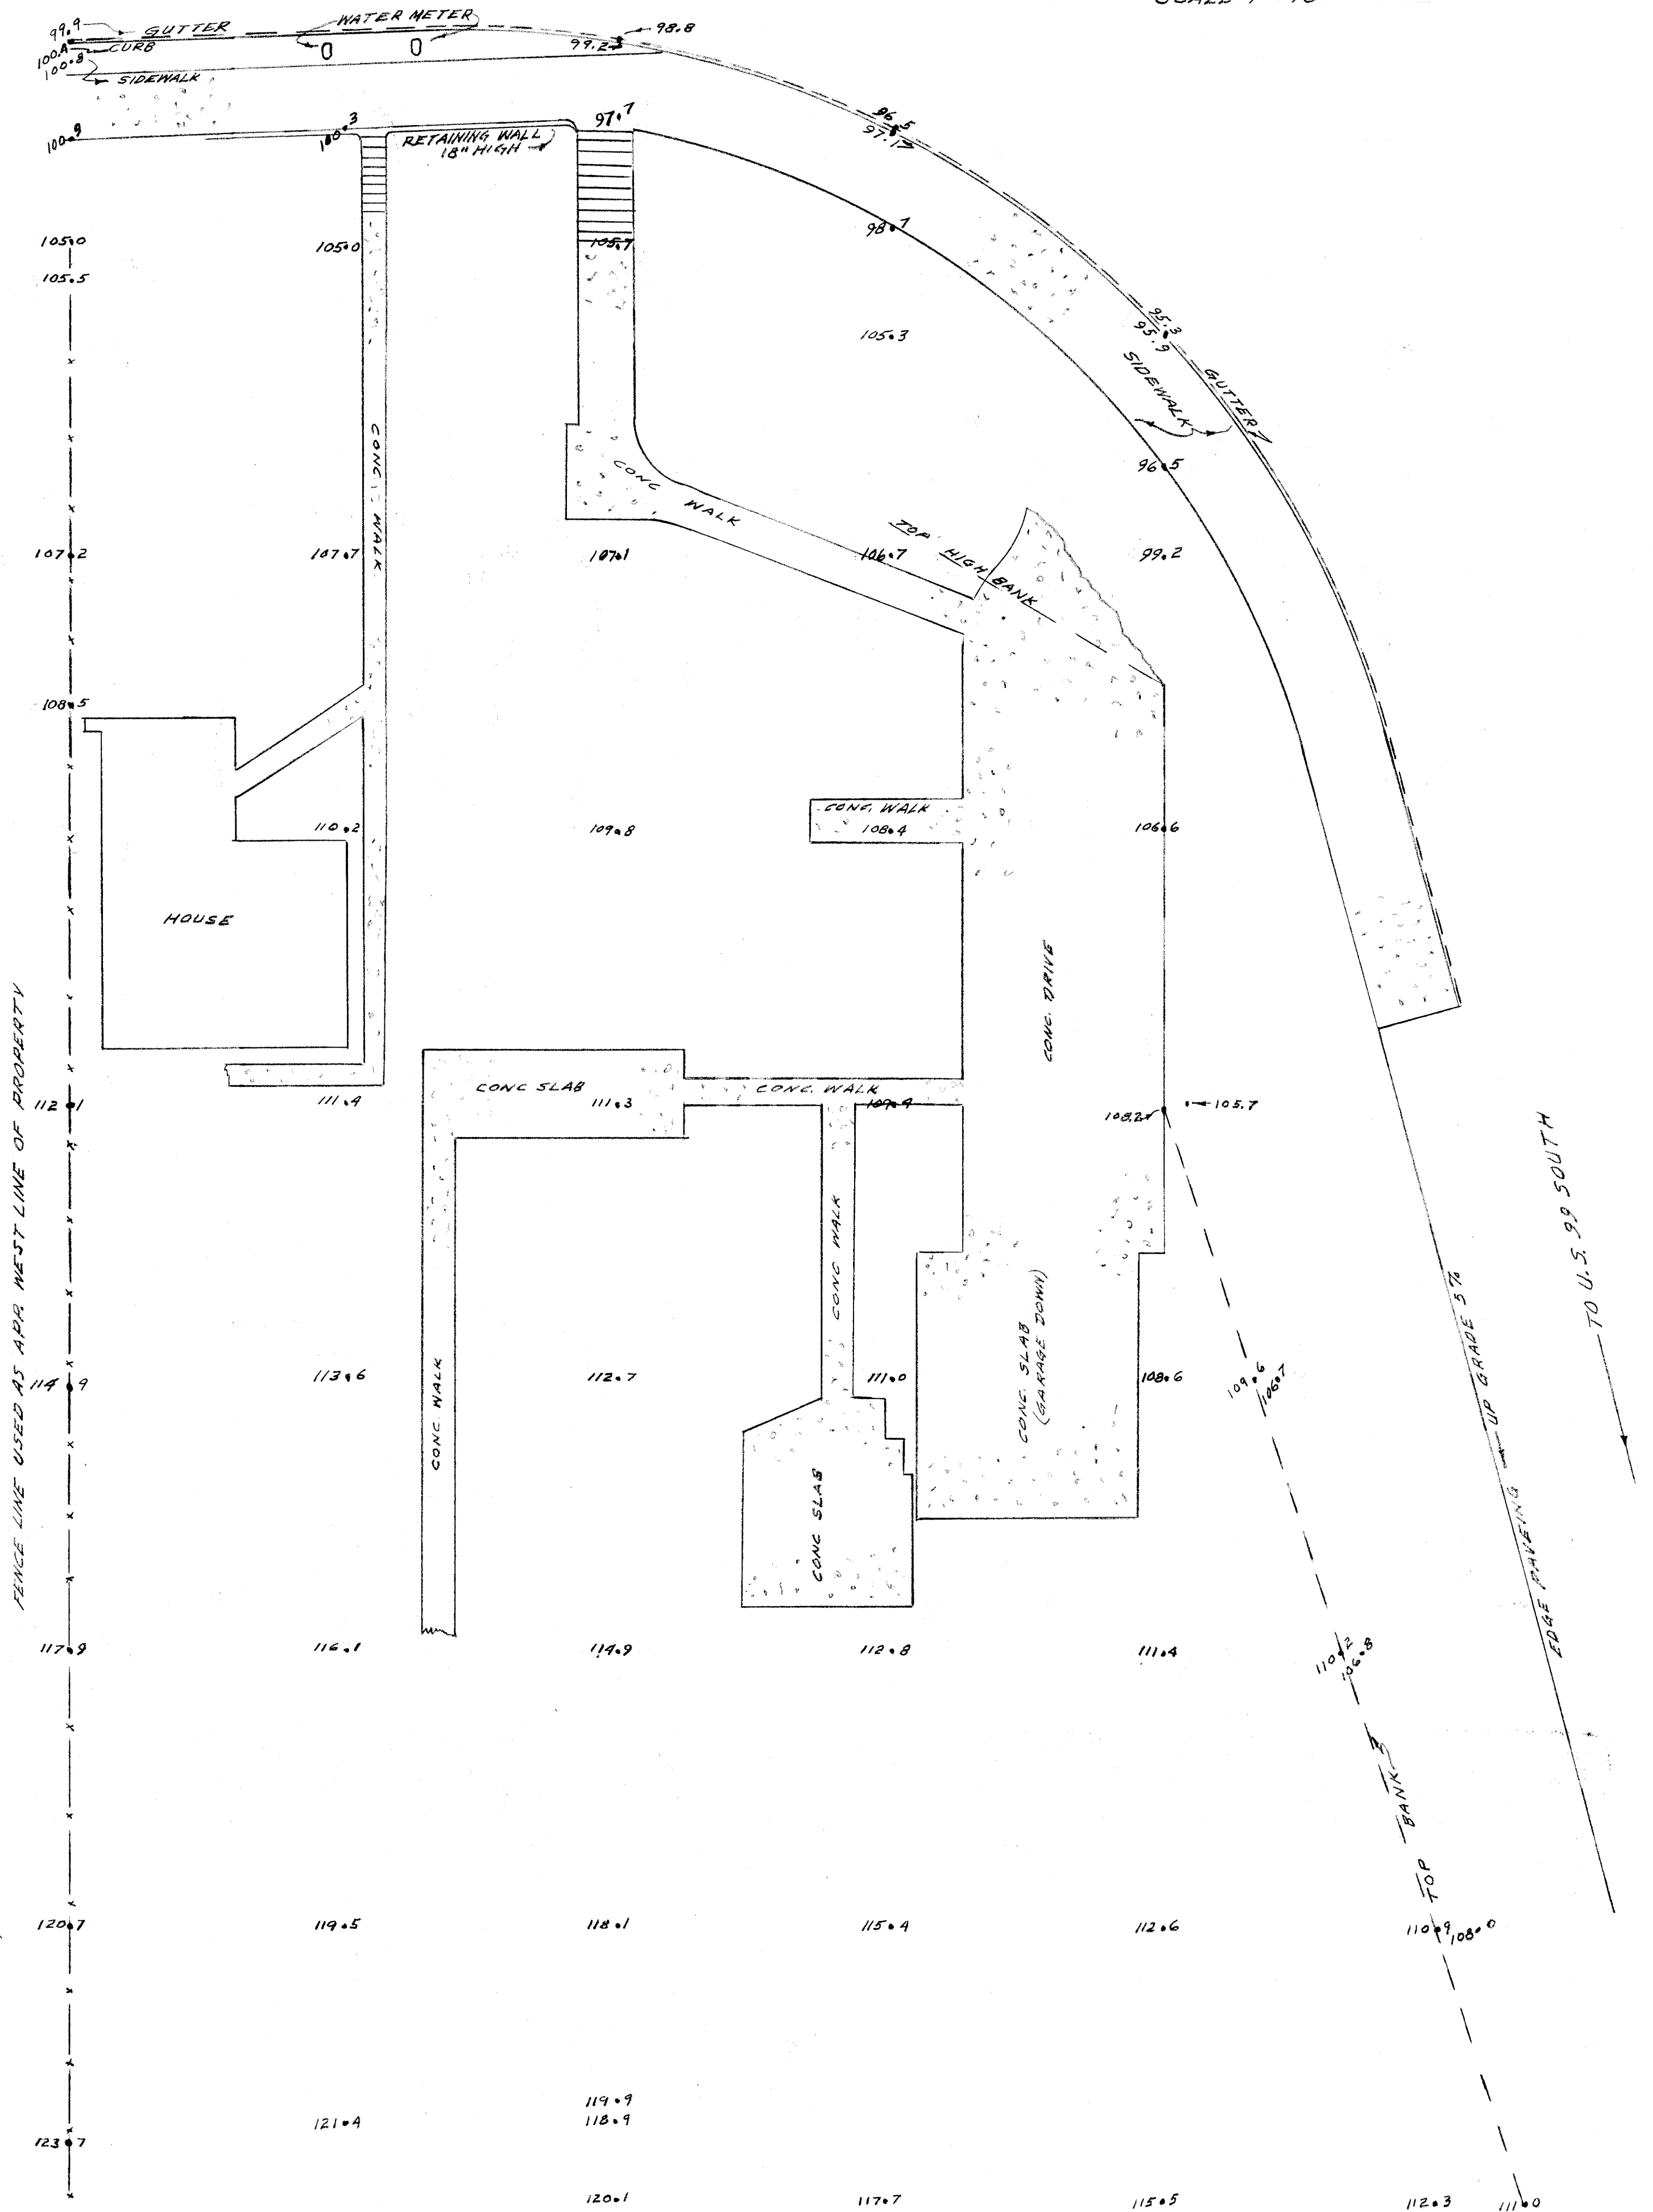 99.9
GUTTER
WATER METER
98.8
100.4
CURB
99.2
100.8
SIDEWALK
100.9
100.3
97.7
96.5
97.1
RETAINING WALL
18" HIGH
98.7
105.0
105.0
105.7
105.5
105.3
95.3
95.9
SIDEWALK
GUTTER
CONC. WALK
CONC WALK
96.5
TOP HIGH BANK
107.2
107.7
107.1
106.7
99.2
108.5
CONC. WALK
110.2
109.8
108.4
106.6
HOUSE
CONC. DRIVE
FENCE LINE USED AS APR. WEST LINE OF PROPERTY
CONC SLAB
CONC. WALK
112.1
111.4
111.3
109.9
108.2
105.7
TO U.S. 99 SOUTH
CONC WALK
CONC. SLAB
(GARAGE DOWN)
EDGE PAVEING
UP GRADE 5%
114.9
113.6
112.7
111.0
108.6
109.6
106.7
CONC. WALK
CONC SLAB
117.9
116.1
114.9
112.8
111.4
110.2
106.8
TOP BANK
120.7
119.5
118.1
115.4
112.6
110.9
108.0
119.9
121.4
118.9
123.7
120.1
117.7
115.5
112.3
111.0